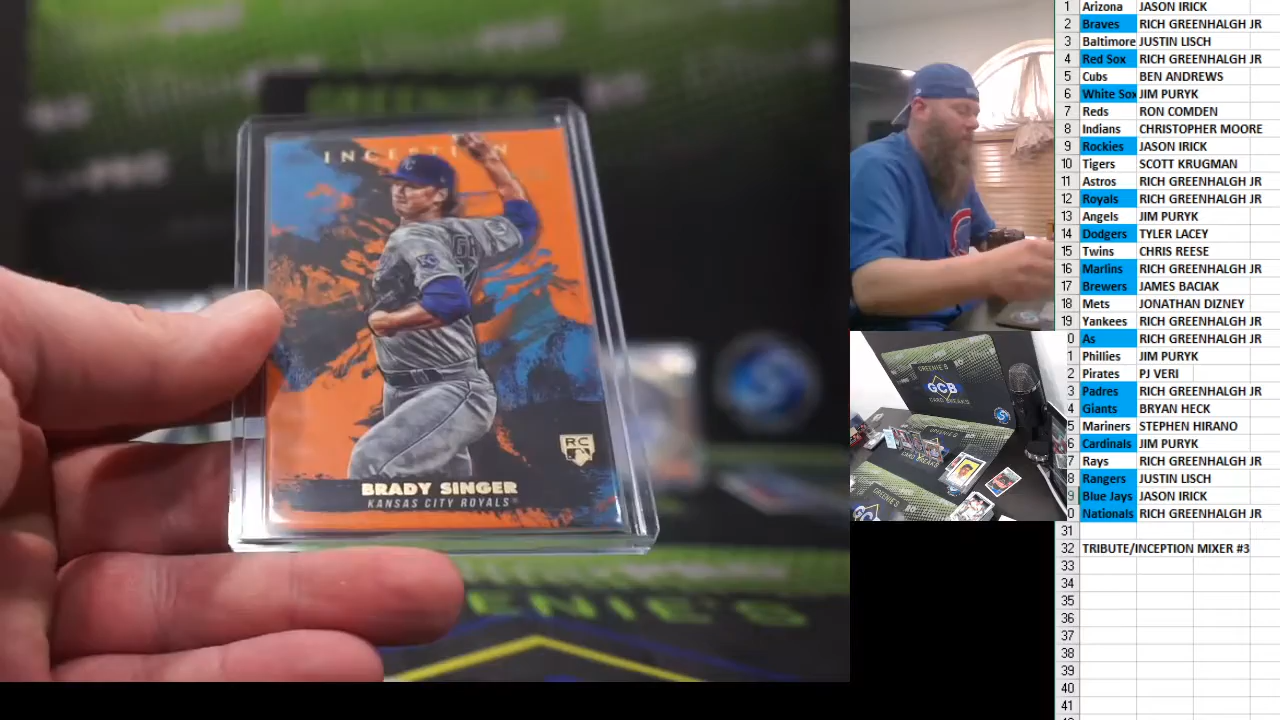 INCEPTION
RC
BRADY SINGER
KANSAS CITY ROYALS
ENIE'S
GREENIE'S
GCB
CARD BREAKS
CARD BREAKS
GREENIE'S
1 Arizona JASON IRICK
2 Braves RICH GREENHALGH JR
3 Baltimore JUSTIN LISCH
4 Red Sox RICH GREENHALGH JR
5 Cubs BEN ANDREWS
6 White Sox JIM PURYK
7 Reds RON COMDEN
8 Indians CHRISTOPHER MOORE
9 Rockies JASON IRICK
10 Tigers SCOTT KRUGMAN
11 Astros RICH GREENHALGH JR
12 Royals RICH GREENHALGH JR
13 Angels JIM PURYK
14 Dodgers TYLER LACEY
15 Twins CHRIS REESE
16 Marlins RICH GREENHALGH JR
17 Brewers JAMES BACIAK
18 Mets JONATHAN DIZNEY
19 Yankees RICH GREENHALGH JR
0 As RICH GREENHALGH JR
1 Phillies JIM PURYK
2 Pirates PJ VERI
3 Padres RICH GREENHALGH JR
4 Giants BRYAN HECK
5 Mariners STEPHEN HIRANO
6 Cardinals JIM PURYK
7 Rays RICH GREENHALGH JR
8 Rangers JUSTIN LISCH
9 Blue Jays JASON IRICK
0 Nationals RICH GREENHALGH JR
31
32 TRIBUTE/INCEPTION MIXER #3
33
34
35
36
37
38
39
40
41